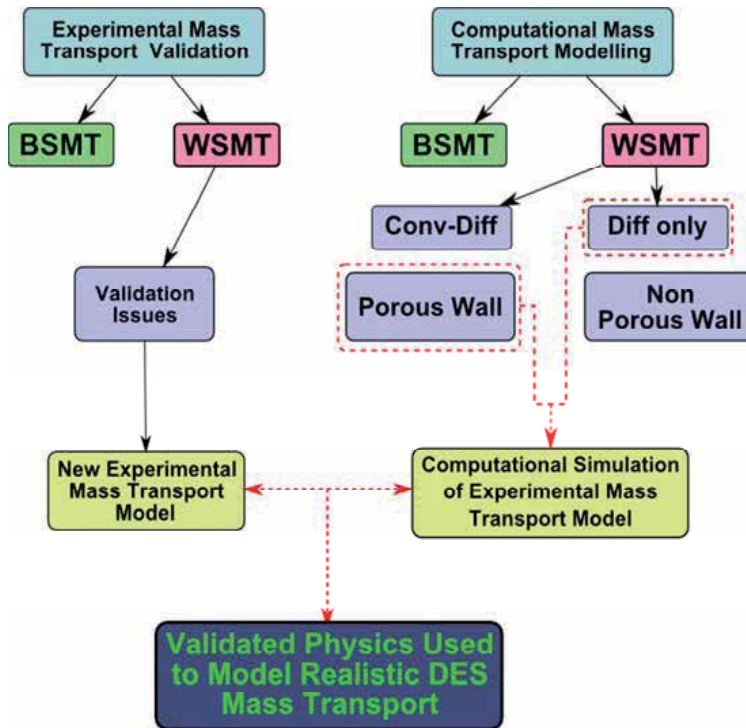 Experimental Mass
Transport Validation
Computational Mass
Transport Modelling
BSMT
WSMT
BSMT
WSMT
Conv-Diff
Diff only
Validation
Issues
Porous Wall
Non
Porous Wall
New Experimental
Mass Transport
Model
Computational Simulation
of Experimental Mass
Transport Model
Validated Physics Used
to Model Realistic DES
Mass Transport